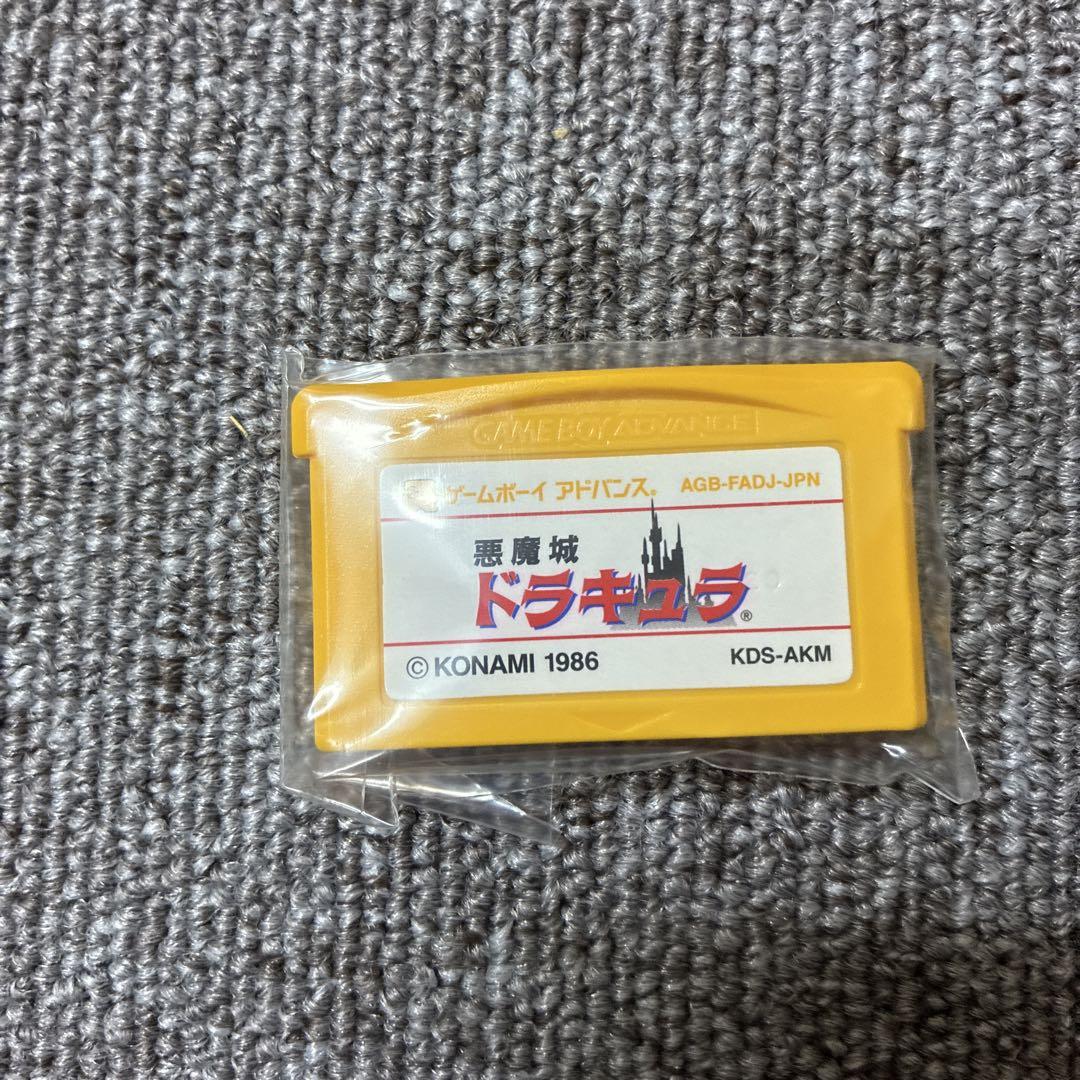 GAME BOY ADVANCE
ゲームボーイ アドバンス® AGB-FADJ-JPN
悪魔城
ドラキュラ®
© KONAMI 1986 KDS-AKM